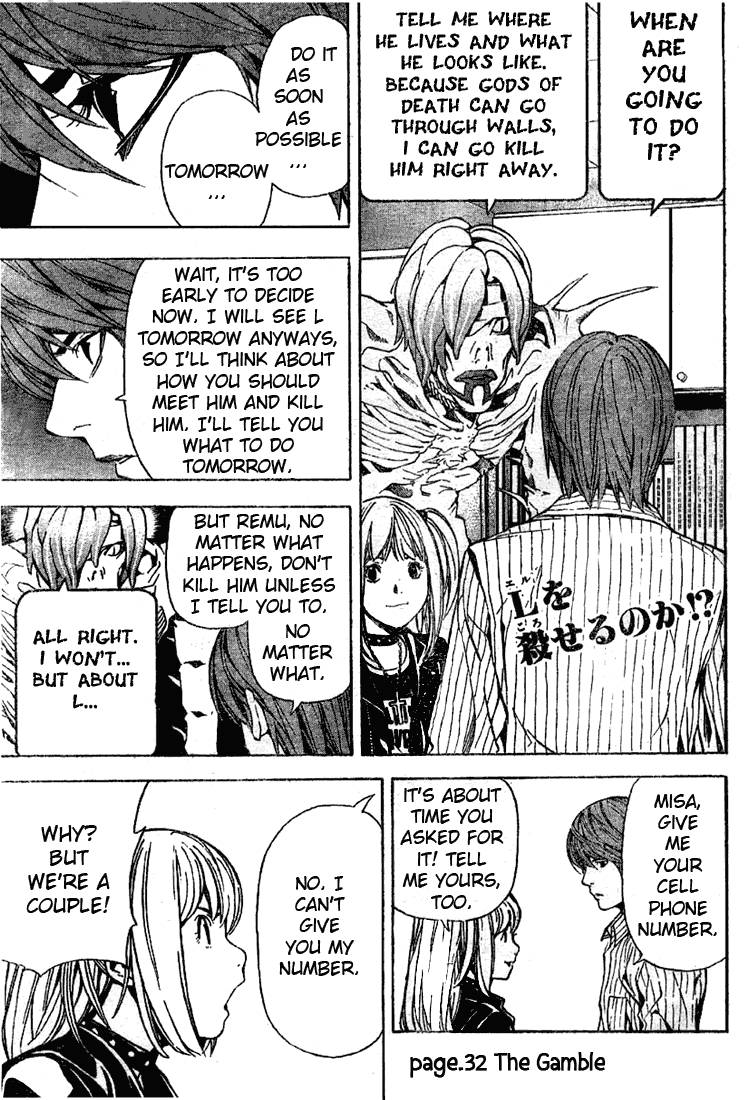 WHEN
ARE
YOU
GOING
TO DO
IT?
TELL ME WHERE
HE LIVES AND WHAT
HE LOOKS LIKE.
BECAUSE GODS OF
DEATH CAN GO
THROUGH WALLS,
I CAN GO KILL
HIM RIGHT AWAY.
エル
Lを
ころ
殺せるのか!?
DO IT
AS
SOON
AS
POSSIBLE
...
TOMORROW
...
WAIT, IT'S TOO
EARLY TO DECIDE
NOW. I WILL SEE L
TOMORROW ANYWAYS,
SO I'LL THINK ABOUT
HOW YOU SHOULD
MEET HIM AND KILL
HIM. I'LL TELL YOU
WHAT TO DO
TOMORROW.
BUT REMU, NO
MATTER WHAT
HAPPENS, DON'T
KILL HIM UNLESS
I TELL YOU TO.
NO
MATTER
WHAT.
ALL RIGHT.
I WON'T...
BUT ABOUT
L...
MISA,
GIVE
ME
YOUR
CELL
PHONE
NUMBER.
IT'S ABOUT
TIME YOU
ASKED FOR
IT! TELL
ME YOURS,
TOO.
NO. I
CAN'T
GIVE
YOU MY
NUMBER.
WHY?
BUT
WE'RE A
COUPLE!
page.32 The Gamble